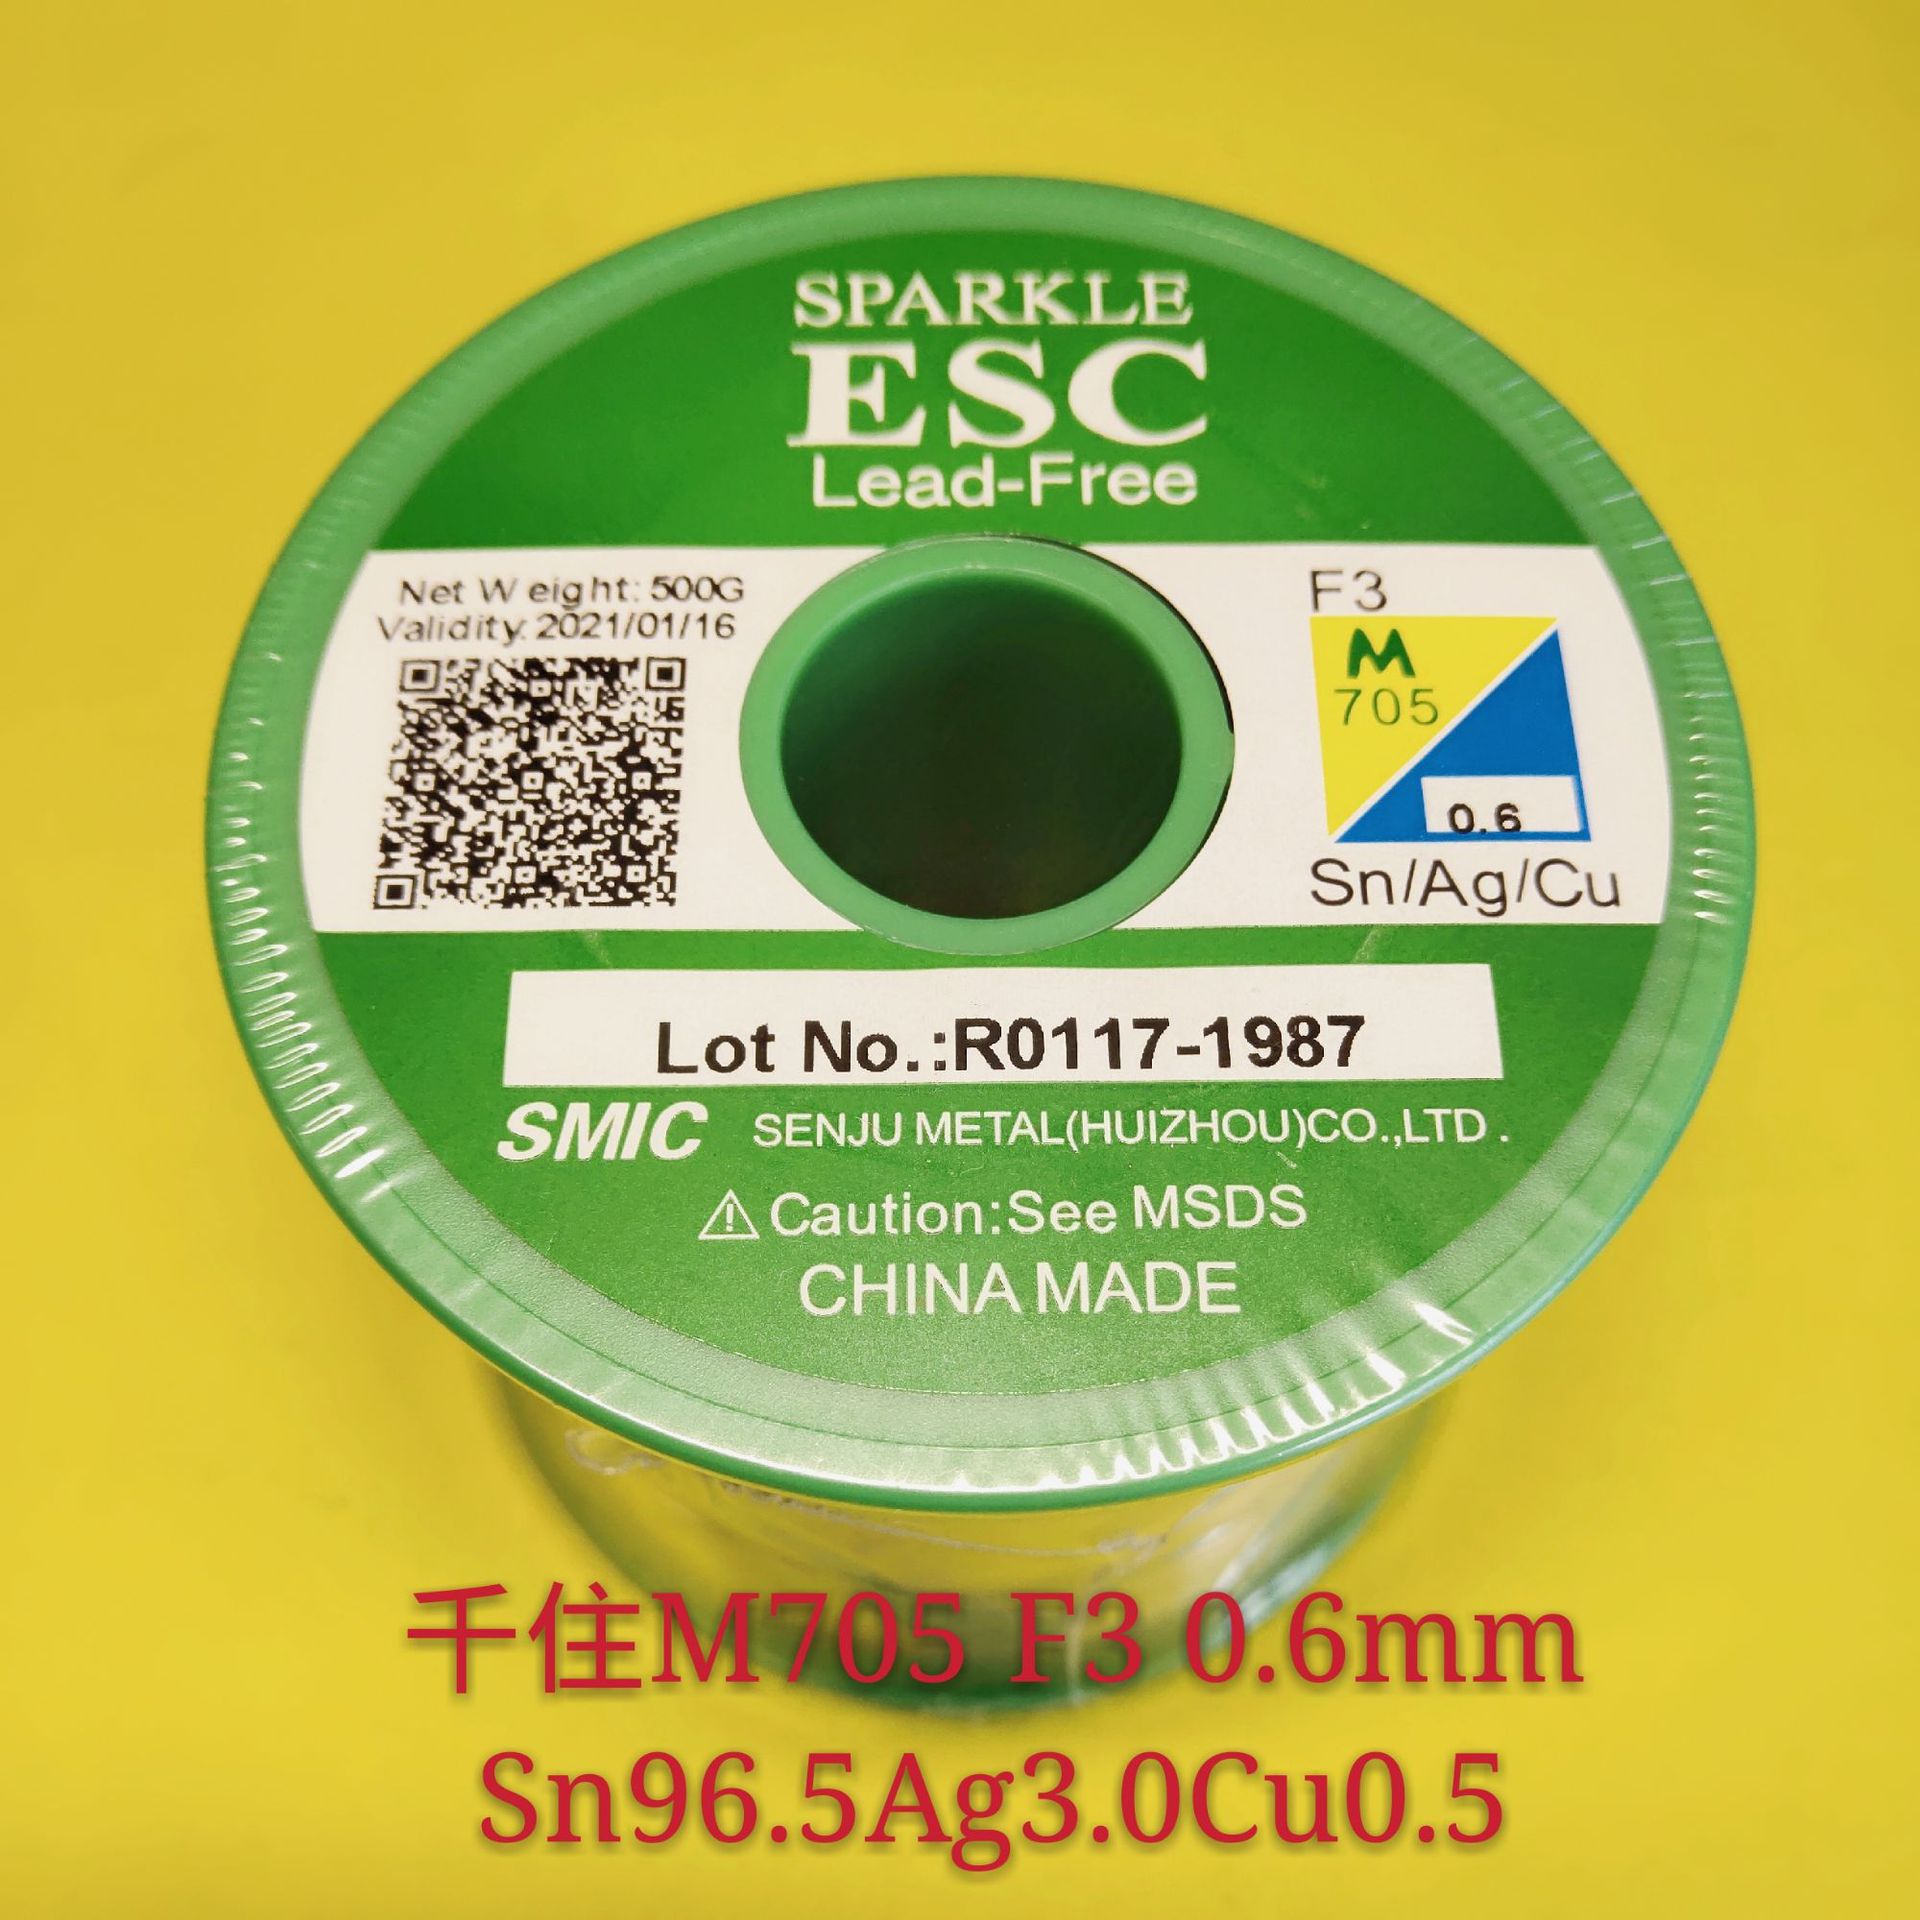 SPARKLE
ESC
Lead-Free
Net Weight: 500G
Validity: 2021/01/16
F3
M
705
0.6
Sn/Ag/Cu
Lot No.:R0117-1987
SMIC SENJU METAL(HUIZHOU)CO.,LTD.
Caution:See MSDS
CHINA MADE
千住M705 F3 0.6mm
Sn96.5Ag3.0Cu0.5